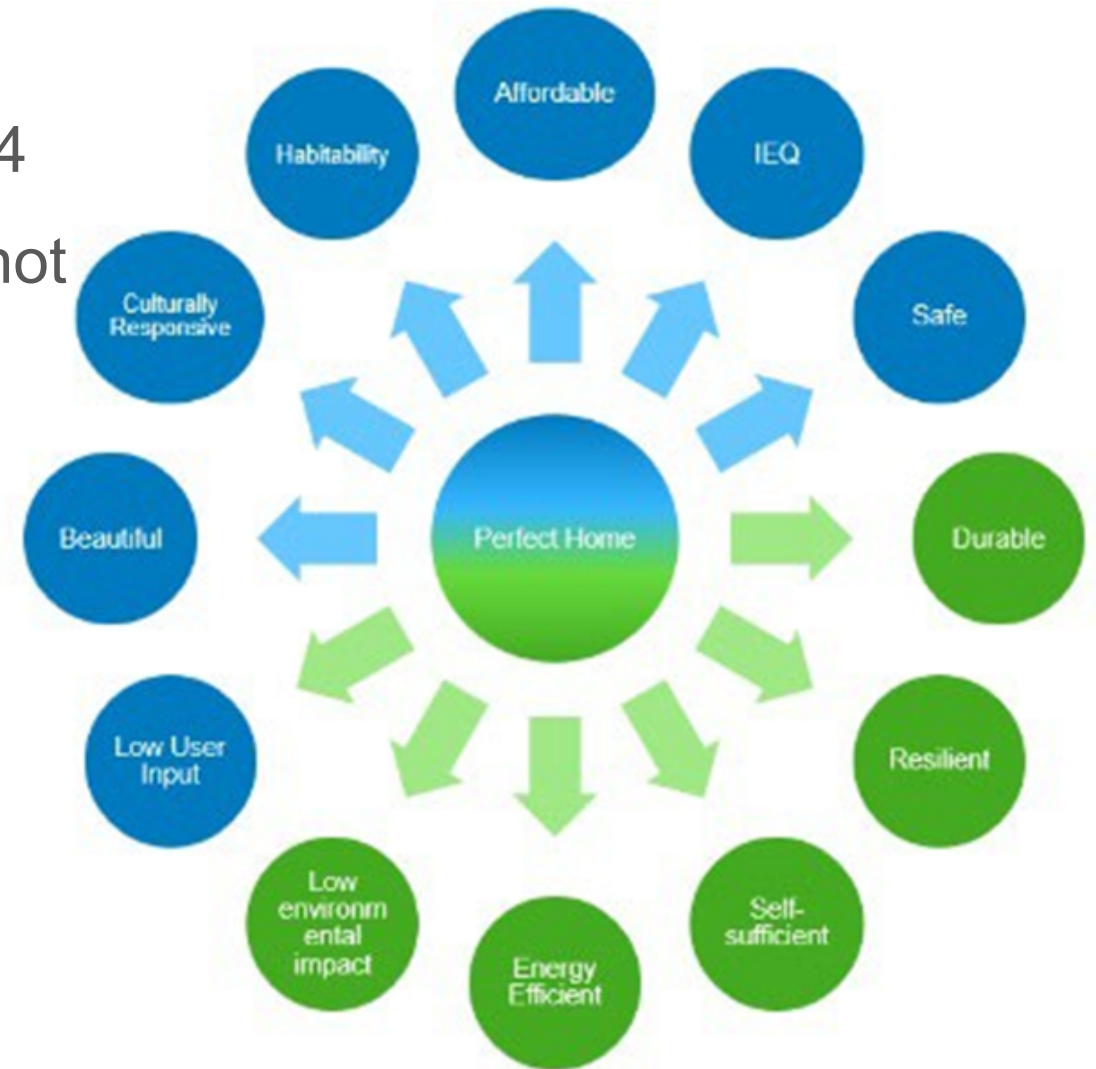 4
not
Affordable
IEQ
Safe
Durable
Resilient
Self-
sufficient
Energy
Efficient
Low
environm
ental
impact
Low User
Input
Beautiful
Culturally
Responsive
Habitability
Perfect Home